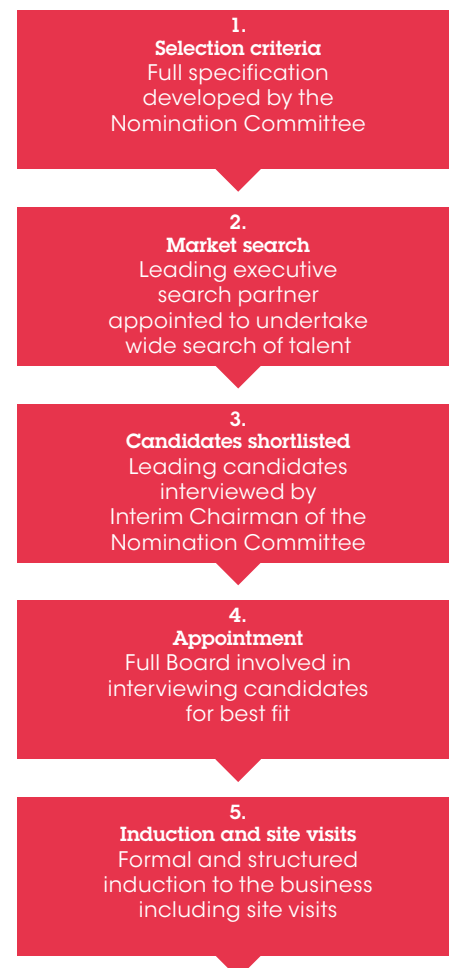 1.
Selection criteria
Full specification
developed by the
Nomination Committee
2.
Market search
Leading executive
search partner
appointed to undertake
wide search of talent
3.
Candidates shortlisted
Leading candidates
interviewed by
Interim Chairman of the
Nomination Committee
4.
Appointment
Full Board involved in
interviewing candidates
for best fit
5.
Induction and site visits
Formal and structured
induction to the business
including site visits